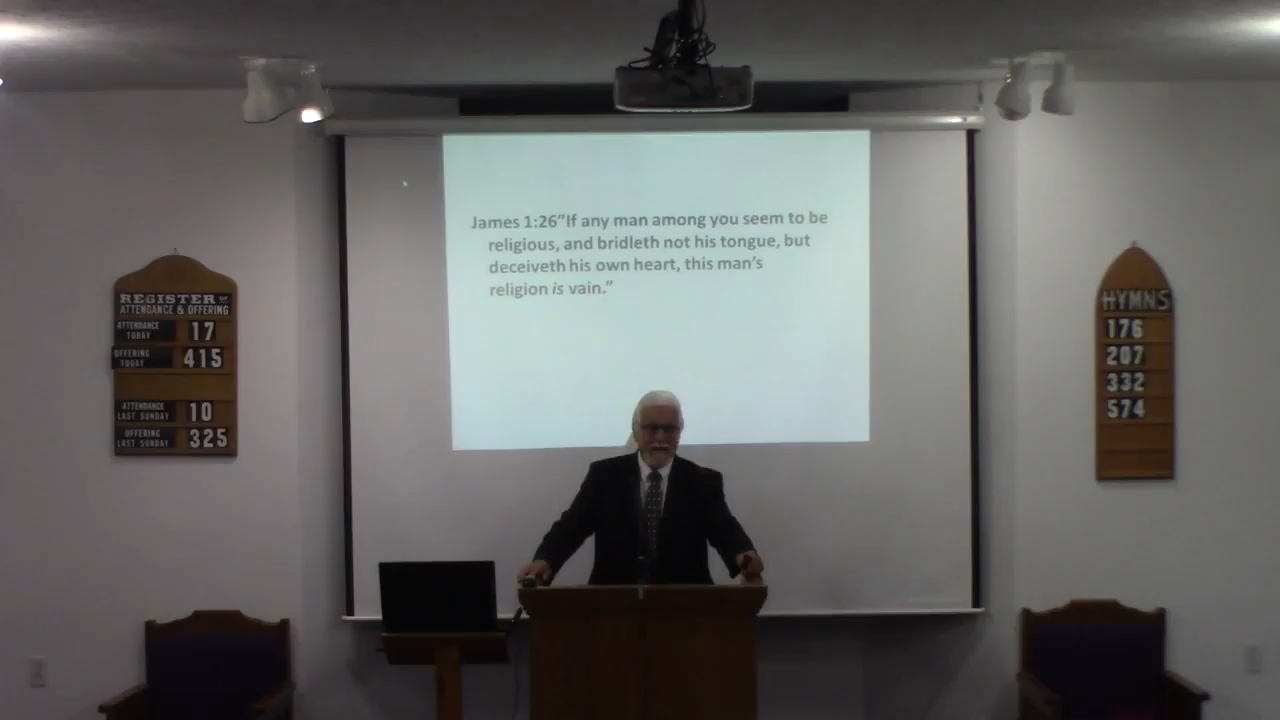 James 1:26”If any man among you seem to be
religious, and bridleth not his tongue, but
deceiveth his own heart, this man’s
religion is vain.”
REGISTER OF
ATTENDANCE & OFFERING
ATTENDANCE
TODAY 17
OFFERING
TODAY 415
ATTENDANCE
LAST SUNDAY 10
OFFERING
LAST SUNDAY 325
HYMNS
176
207
332
574